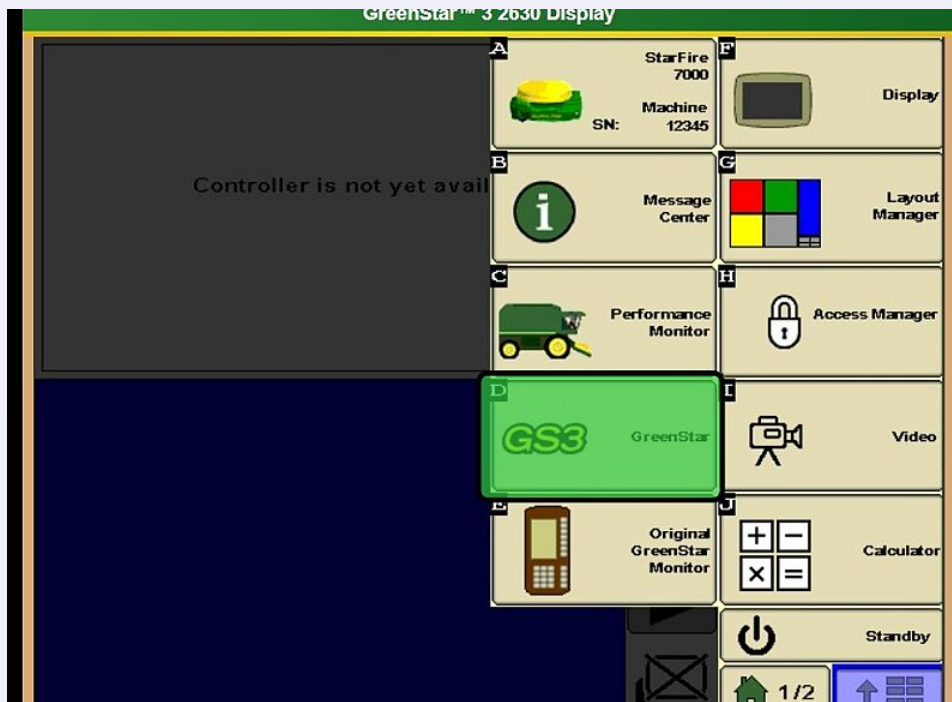 GreenStar™ 3 2630 Display
Controller is not yet avail
A
StarFire
7000
Machine
SN: 12345
F
Display
B
Message
Center
G
Layout
Manager
C
Performance
Monitor
H
Access Manager
D
GS3
GreenStar
I
Video
E
Original
GreenStar
Monitor
J
Calculator
Standby
1/2